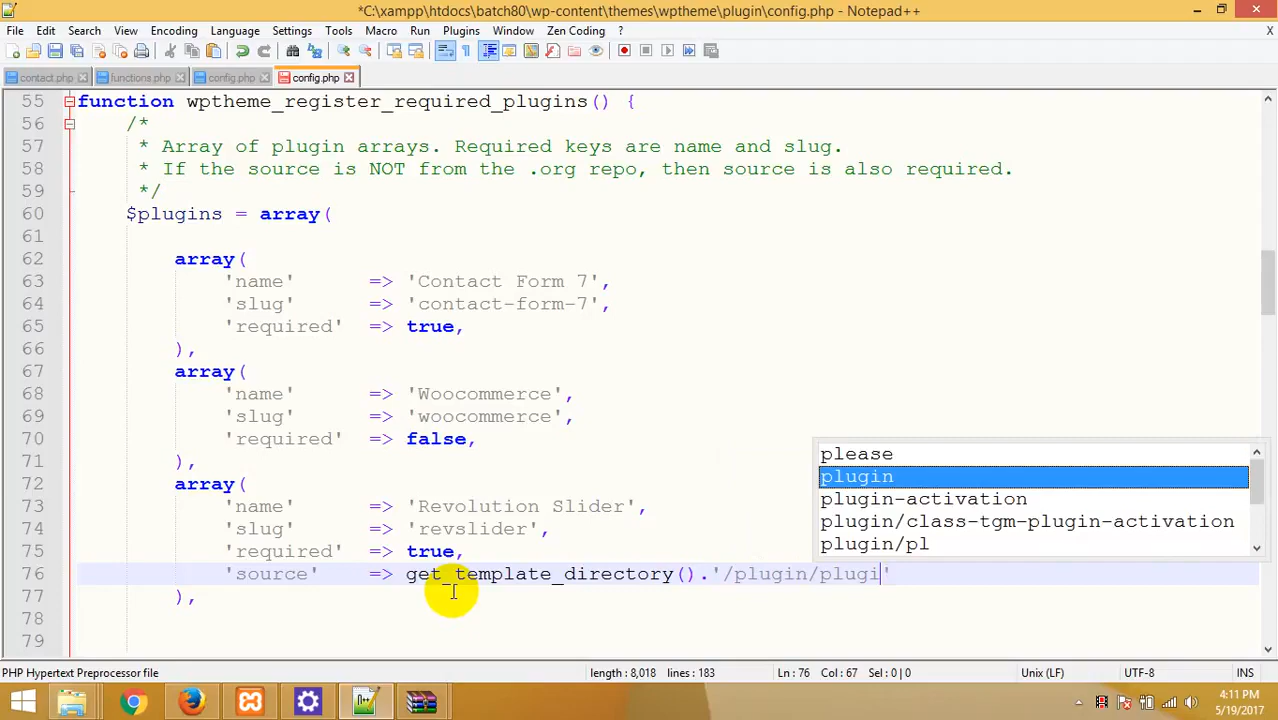 *C:\xampp\htdocs\batch80\wp-content\themes\wptheme\plugin\config.php - Notepad++
File Edit Search View Encoding Language Settings Tools Macro Run Plugins Window Zen Coding ? X
contact.php functions.php config.php config.php
55 function wptheme_register_required_plugins() {
56 /*
57 * Array of plugin arrays. Required keys are name and slug.
58 * If the source is NOT from the .org repo, then source is also required.
59 */
60 $plugins = array(
61
62 array(
63 'name' => 'Contact Form 7',
64 'slug' => 'contact-form-7',
65 'required' => true,
66 ),
67 array(
68 'name' => 'Woocommerce',
69 'slug' => 'woocommerce',
70 'required' => false,
71 ),
72 array(
73 'name' => 'Revolution Slider',
74 'slug' => 'revslider',
75 'required' => true,
76 'source' => get_template_directory().'/plugin/plugi'
77 ),
78
79
please
plugin
plugin-activation
plugin/class-tgm-plugin-activation
plugin/pl
PHP Hypertext Preprocessor file length : 8,018 lines : 183 Ln : 76 Col : 67 Sel : 0 | 0 Unix (LF) UTF-8 INS
4:11 PM
5/19/2017